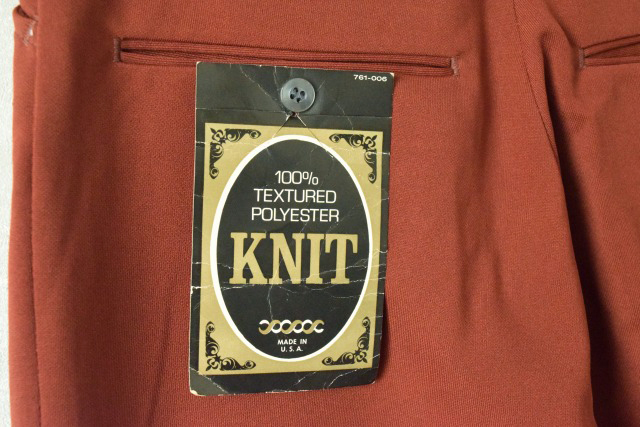 761-006
100%
TEXTURED
POLYESTER
KNIT
MADE IN
U.S.A.